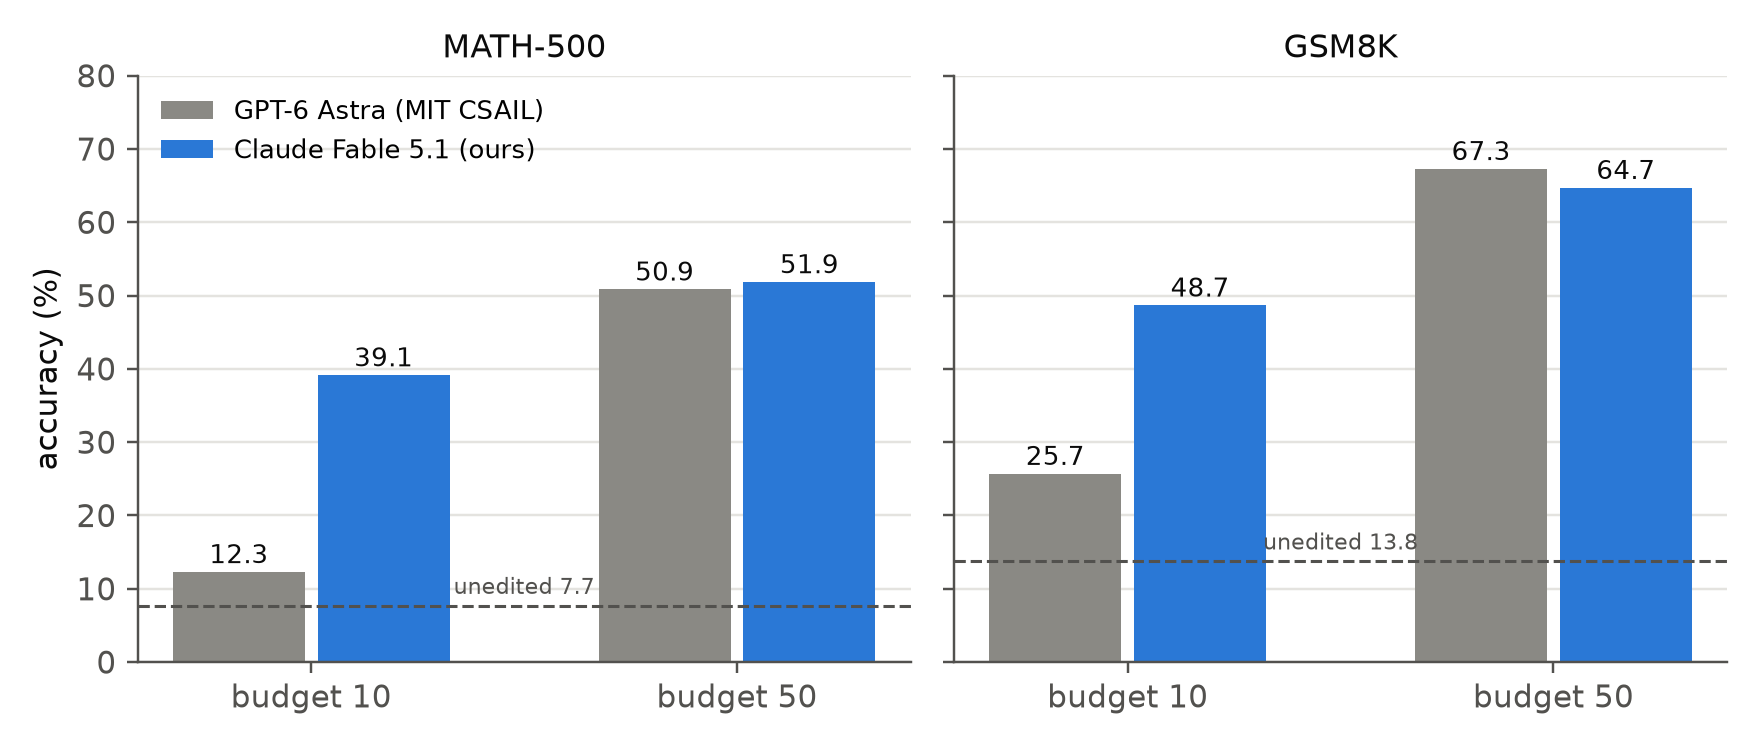 MATH-500
GSM8K
accuracy (%)
80
70
60
50
40
30
20
10
0
GPT-6 Astra (MIT CSAIL)
Claude Fable 5.1 (ours)
12.3
39.1
50.9
51.9
unedited 7.7
budget 10
budget 50
25.7
48.7
67.3
64.7
unedited 13.8
budget 10
budget 50